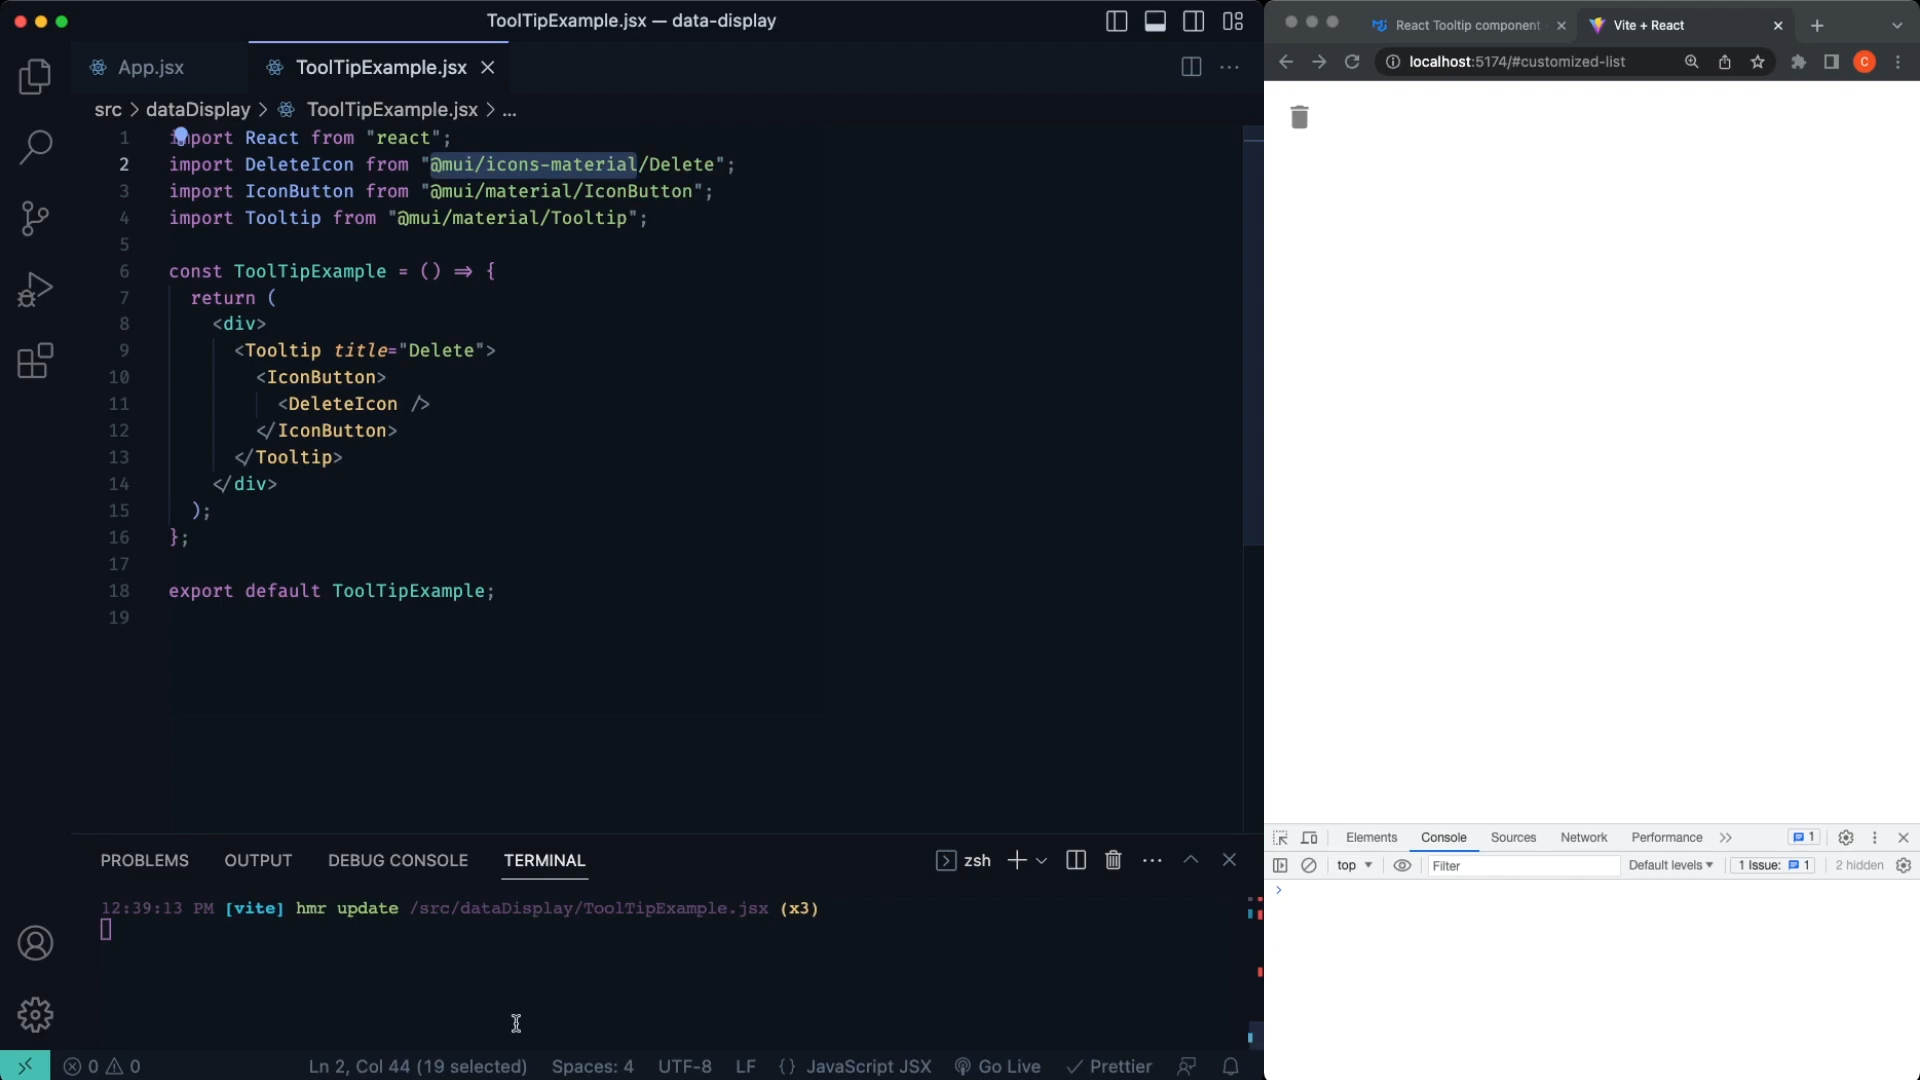 ToolTipExample.jsx — data-display
App.jsx
ToolTipExample.jsx
src > dataDisplay > ToolTipExample.jsx > ...
1 import React from "react";
2 import DeleteIcon from "@mui/icons-material/Delete";
3 import IconButton from "@mui/material/IconButton";
4 import Tooltip from "@mui/material/Tooltip";
5
6 const ToolTipExample = () => {
7 return (
8 <div>
9 <Tooltip title="Delete">
10 <IconButton>
11 <DeleteIcon />
12 </IconButton>
13 </Tooltip>
14 </div>
15 );
16 };
17
18 export default ToolTipExample;
19
PROBLEMS OUTPUT DEBUG CONSOLE TERMINAL
zsh
12:39:13 PM [vite] hmr update /src/dataDisplay/ToolTipExample.jsx (x3)
0 0 Ln 2, Col 44 (19 selected) Spaces: 4 UTF-8 LF {} JavaScript JSX Go Live Prettier
React Tooltip component
Vite + React
localhost:5174/#customized-list
C
Elements Console Sources Network Performance 1
top Filter Default levels 1 Issue: 1 2 hidden